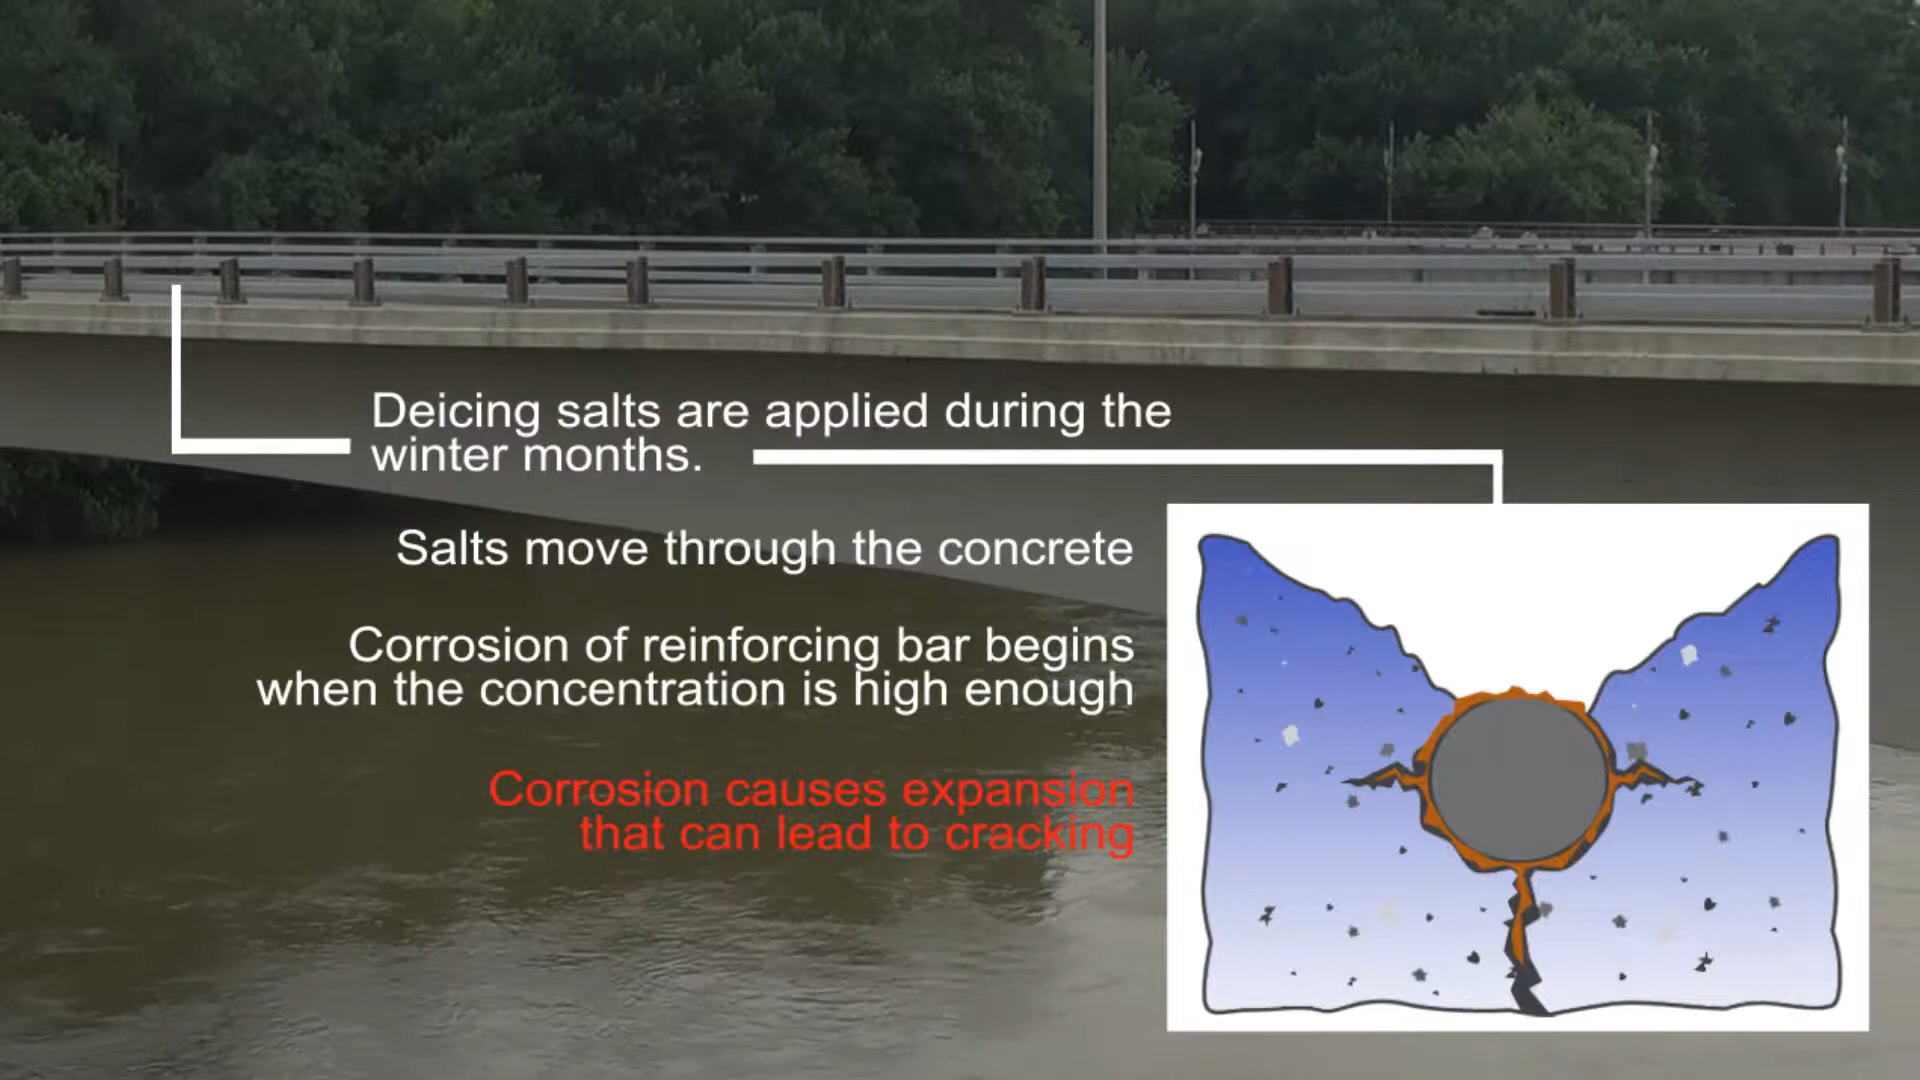 Deicing salts are applied during the
winter months.
Salts move through the concrete
Corrosion of reinforcing bar begins
when the concentration is high enough
Corrosion causes expansion
that can lead to cracking